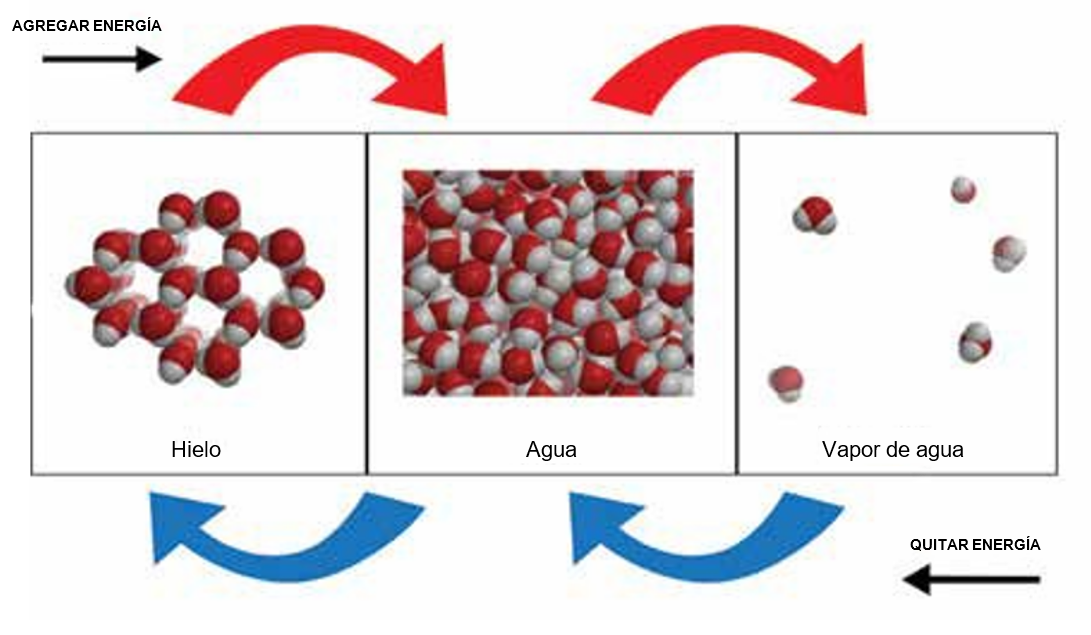 AGREGAR ENERGÍA
Hielo
Agua
Vapor de agua
QUITAR ENERGÍA